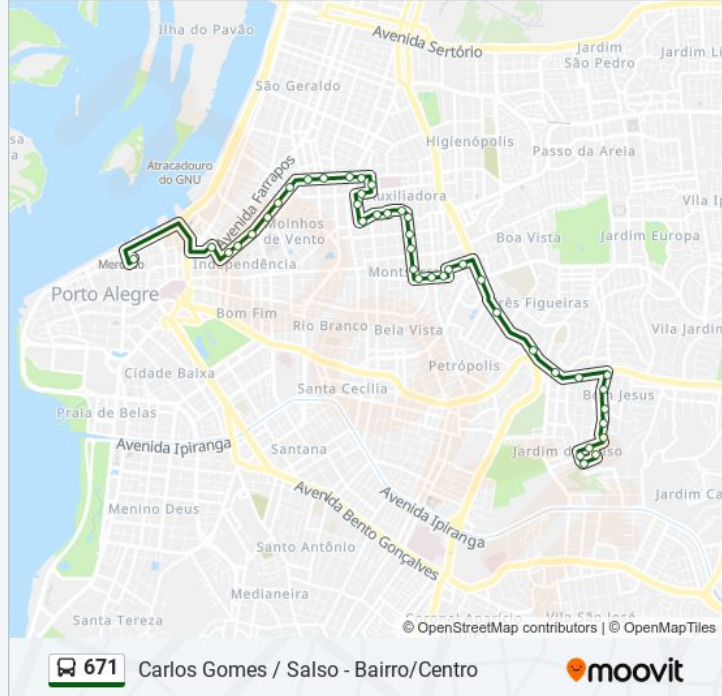 Ilha do Pavão
Avenida Sertório
Jardim
São Pedro
Jardim Li
São Geraldo
sa
a
Higienópolis
Passo da Areia
Atracadouro
do GNU
Avenida Farrapos
Auxiliadora
Vila Ip
Moinhos
de Vento
Boa Vista
Jardim Europa
Independência
Porto Alegre
Três Figueiras
Bom Fim
Rio Branco
Bela Vista
Vila Jardin
Petrópolis
Cidade Baixa
Santa Cecília
Bom Jesus
Praia de Belas
Avenida Ipiranga
Santana
Jardim do Salso
Menino Deus
Avenida Bento Gonçalves
Avenida Ipiranga
Jardim Ca
Santo Antônio
Medianeira
Santa Tereza
Vila São José
© OpenStreetMap contributors | © OpenMapTiles
671 Carlos Gomes / Salso - Bairro/Centro
moovit